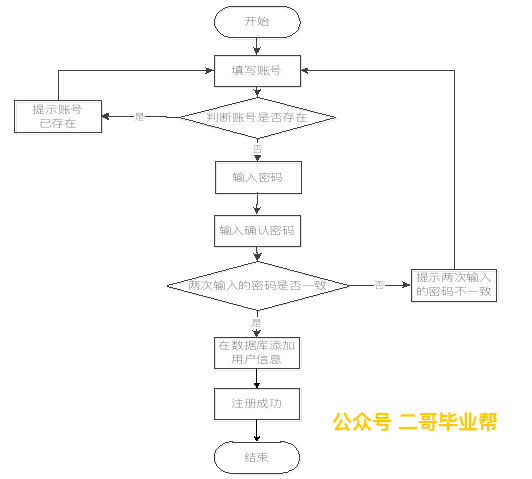 开始
填写账号
提示账号
已存在
是
判断账号是否存在
否
输入密码
输入确认密码
两次输入的密码是否一致
否
提示两次输入
的密码不一致
是
在数据库添加
用户信息
注册成功
公众号 二哥毕业帮
结束